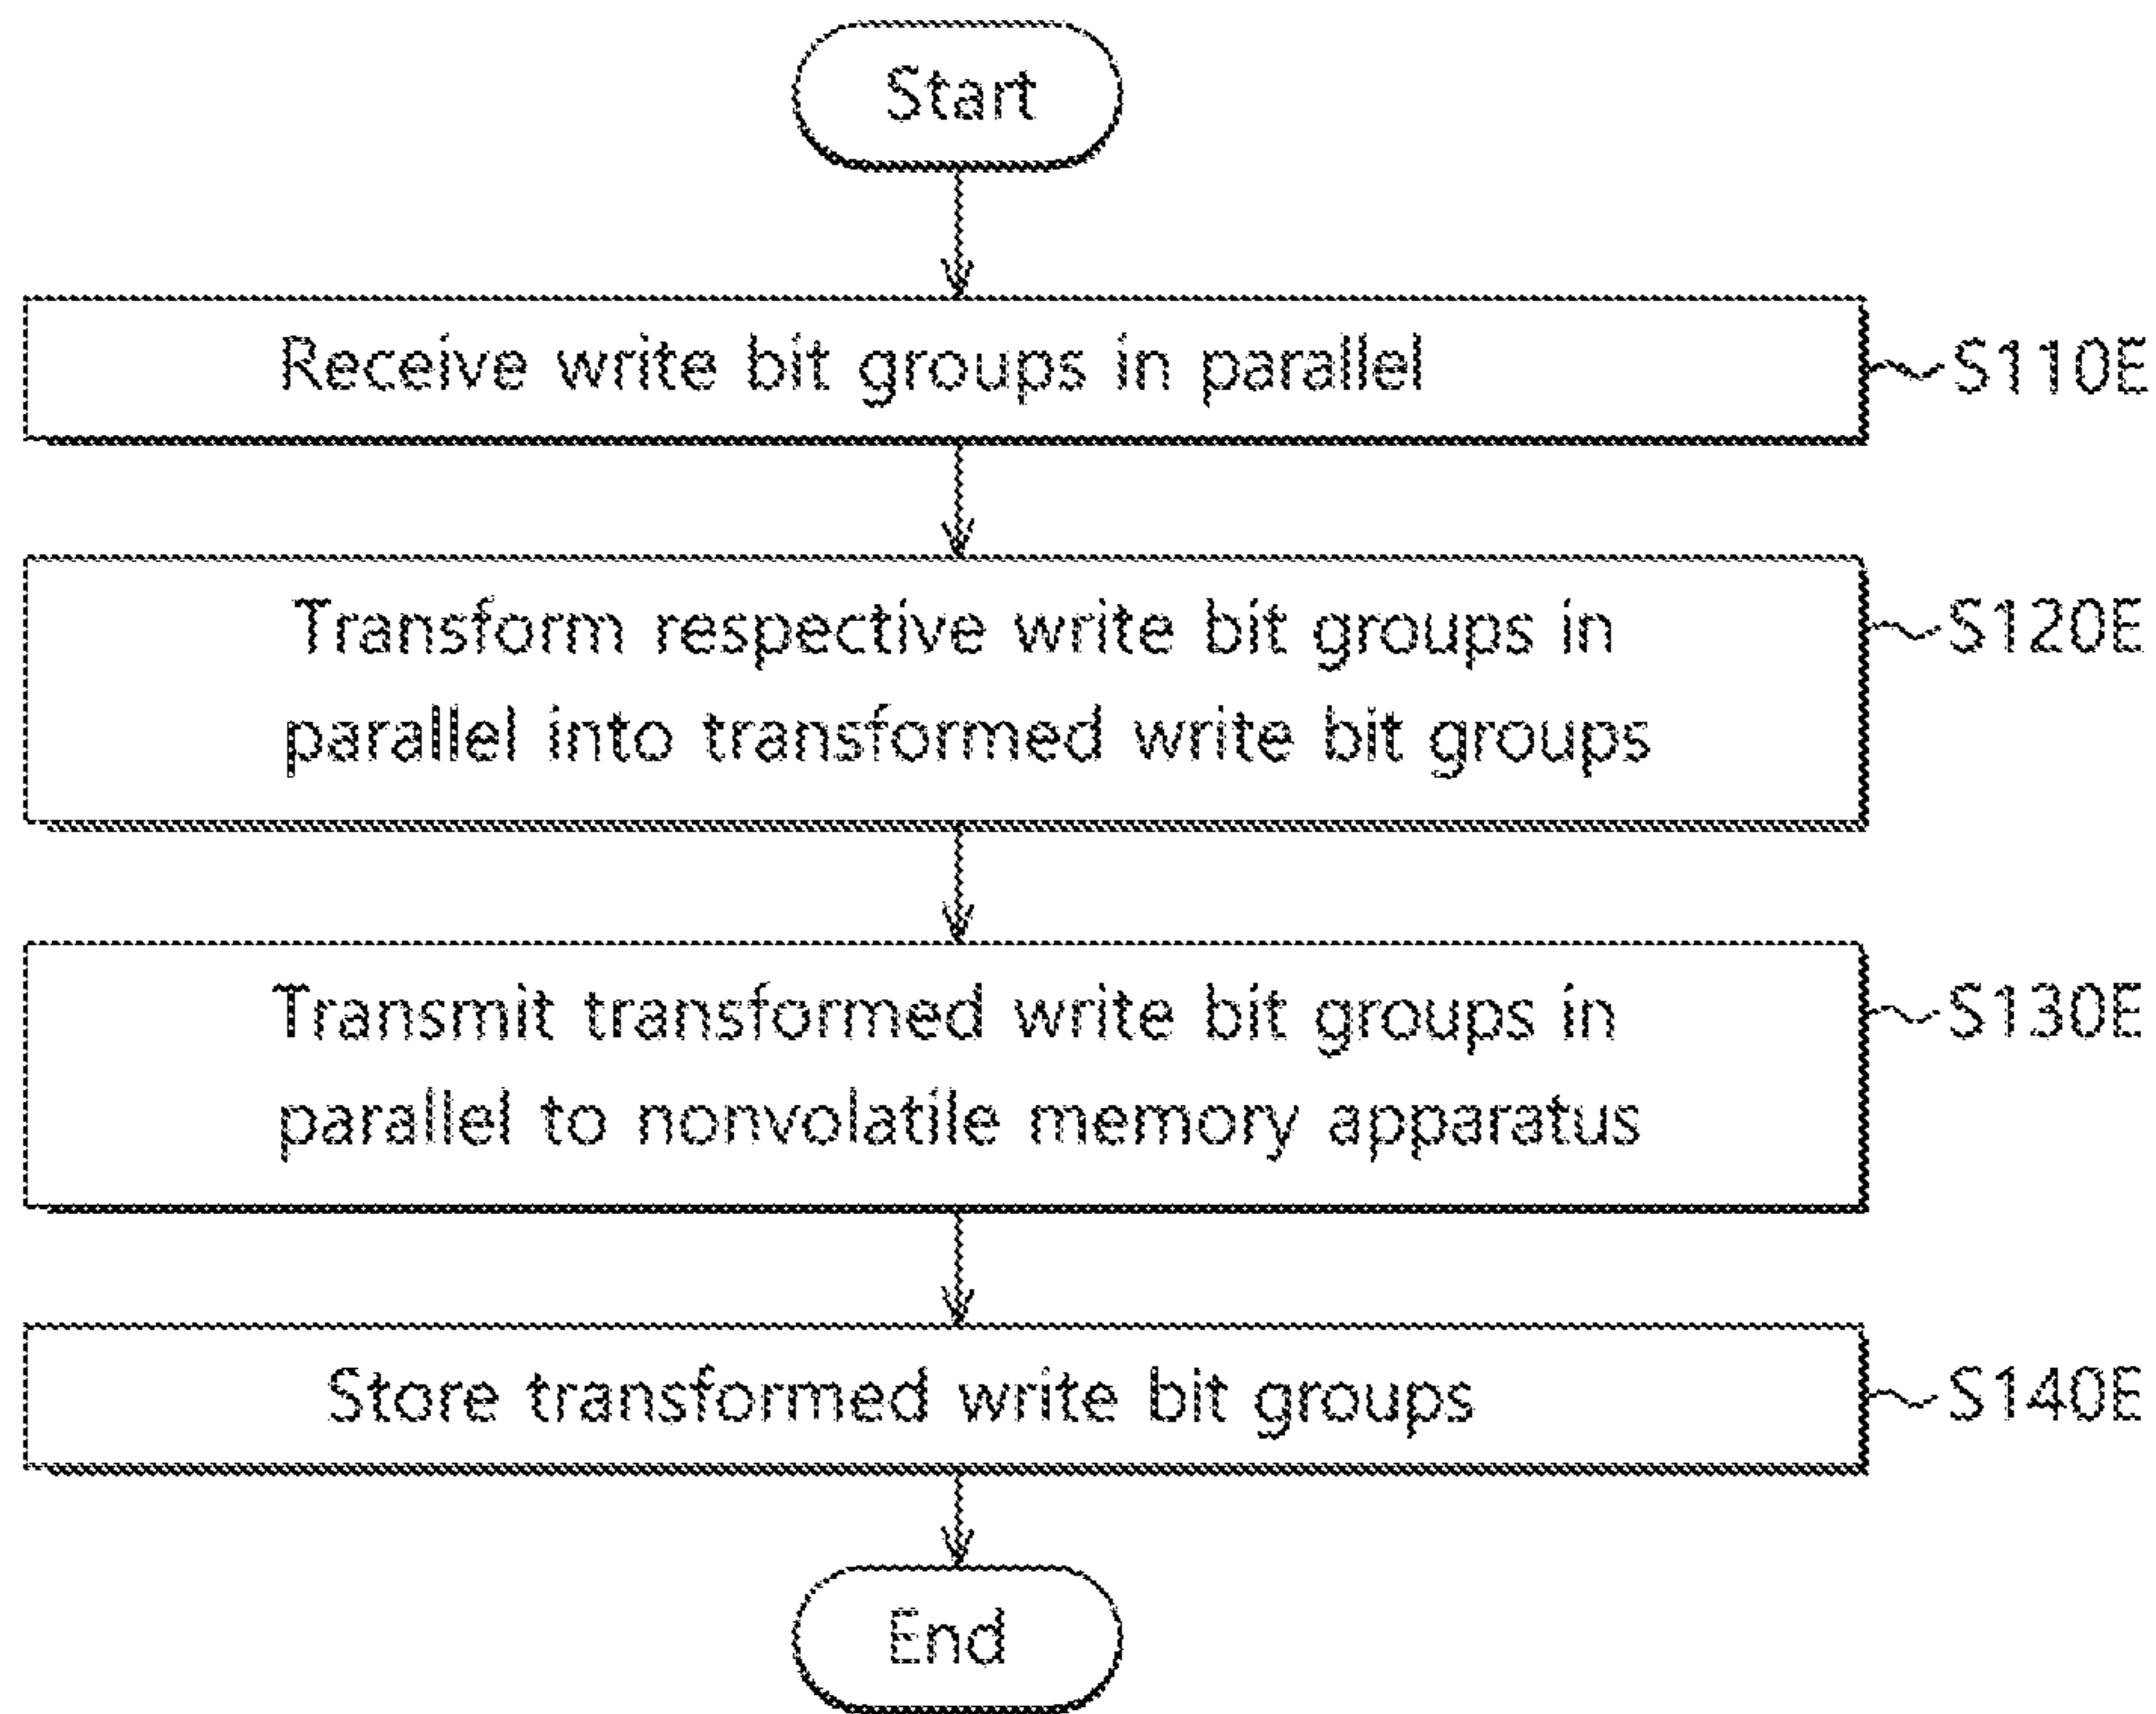 Start
Receive write bit groups in parallel
S110E
Transform respective write bit groups in
S120E
parallel into transformed write bit groups
Transmit transformed write bit groups in
S130E
parallel to nonvolatile memory apparatus
Store transformed write bit groups
S140E
End